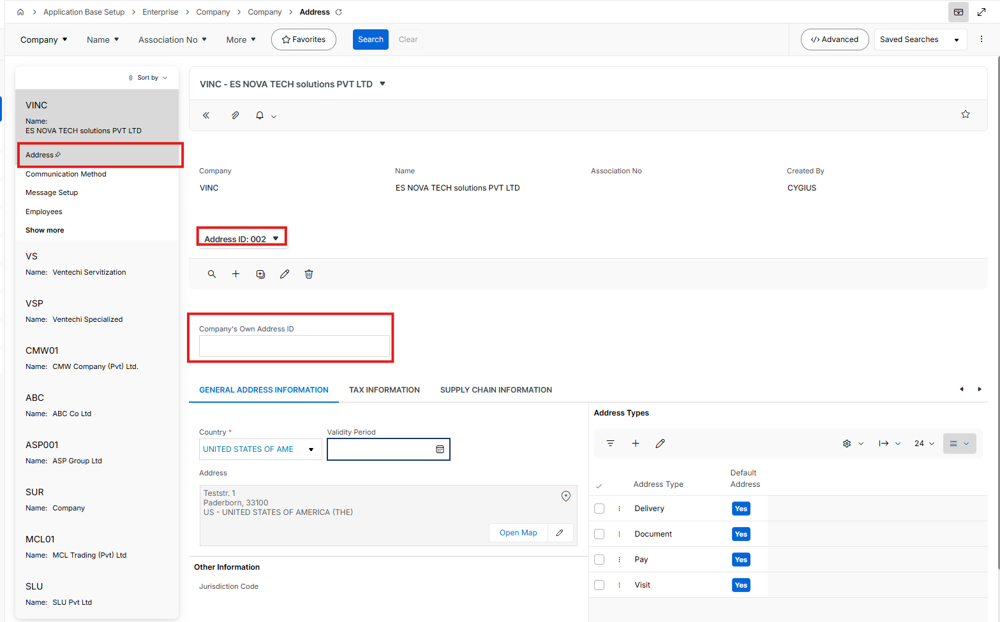 Application Base Setup > Enterprise > Company > Company > Address
Company Name Association No More Favorites Search Clear </> Advanced Saved Searches
Sort by
VINC
Name:
ES NOVA TECH solutions PVT LTD
Address
Communication Method
Message Setup
Employees
Show more
VS
Name: Ventechi Servitization
VSP
Name: Ventechi Specialized
CMW01
Name: CMW Company (Pvt) Ltd.
ABC
Name: ABC Co Ltd
ASP001
Name: ASP Group Ltd
SUR
Name: Company
MCL01
Name: MCL Trading (Pvt) Ltd
SLU
Name: SLU Pvt Ltd
VINC - ES NOVA TECH solutions PVT LTD
Company Name Association No Created By
VINC ES NOVA TECH solutions PVT LTD CYGIUS
Address ID: 002
Company's Own Address ID
GENERAL ADDRESS INFORMATION TAX INFORMATION SUPPLY CHAIN INFORMATION
Country * Validity Period
UNITED STATES OF AME
Address
Teststr. 1
Paderborn, 33100
US - UNITED STATES OF AMERICA (THE)
Open Map
Other Information
Jurisdiction Code
Address Types
24
Address Type Default Address
Delivery Yes
Document Yes
Pay Yes
Visit Yes